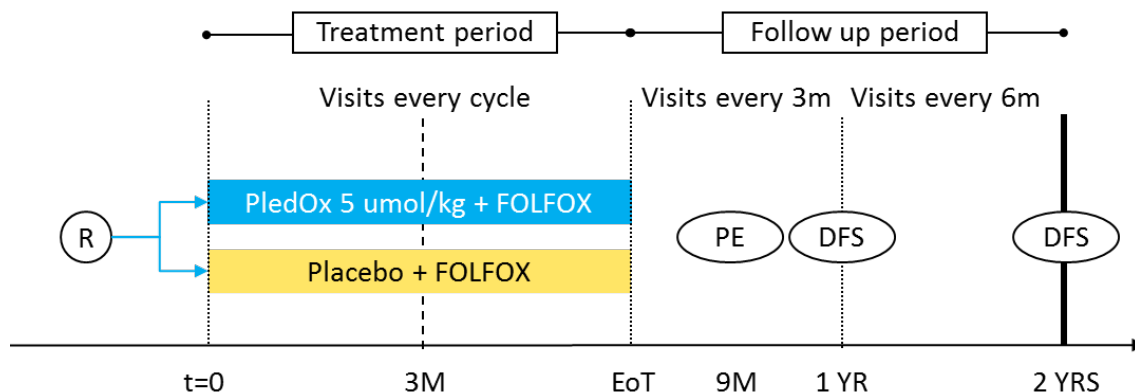 Treatment period
Follow up period
Visits every cycle
Visits every 3m
Visits every 6m
R
PledOx 5 umol/kg + FOLFOX
Placebo + FOLFOX
PE
DFS
DFS
t=0
3M
EoT
9M
1 YR
2 YRS